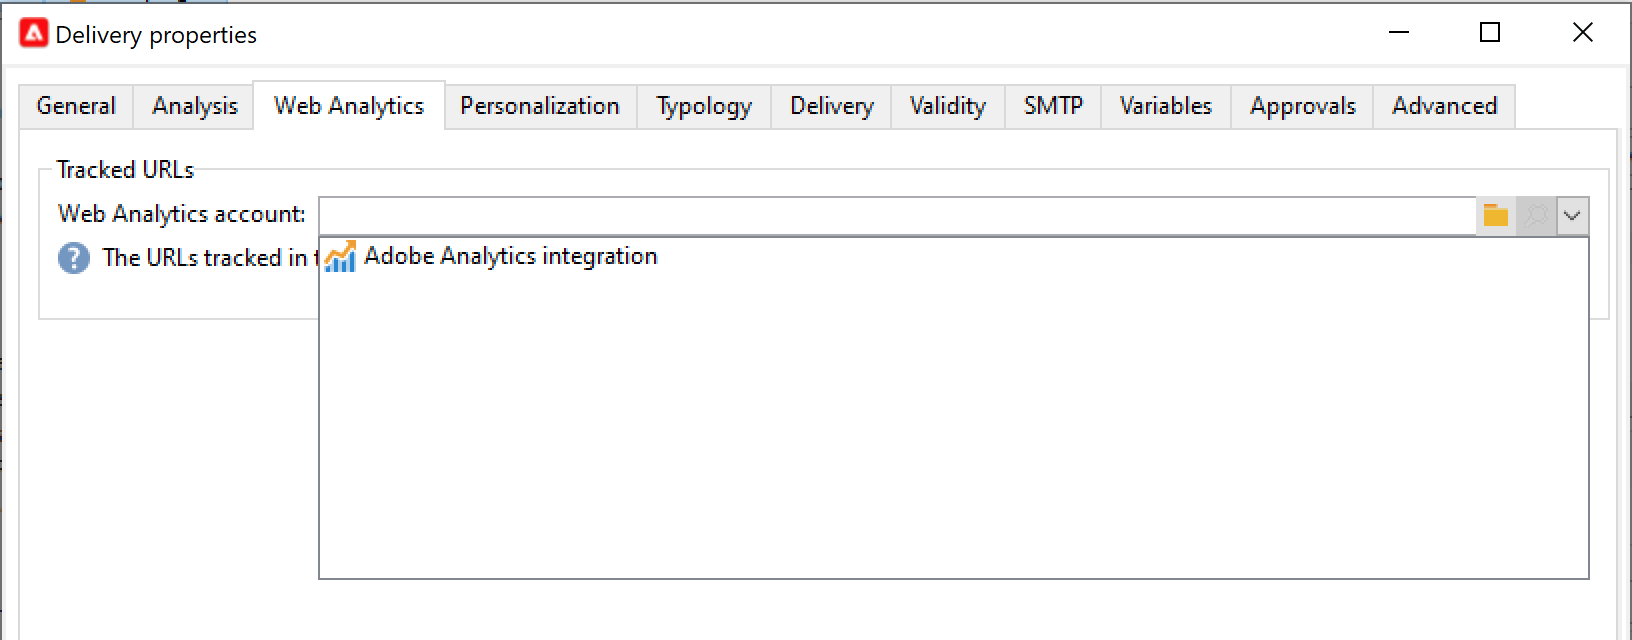 Delivery properties
General Analysis Web Analytics Personalization Typology Delivery Validity SMTP Variables Approvals Advanced
Tracked URLs
Web Analytics account:
The URLs tracked in
Adobe Analytics integration